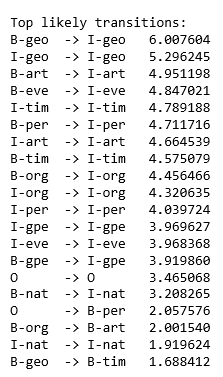 Top likely transitions:
B-geo  -> I-geo   6.007604
I-geo  -> I-geo   5.296245
B-art  -> I-art   4.951198
B-eve  -> I-eve   4.847021
I-tim  -> I-tim   4.789188
B-per  -> I-per   4.711716
I-art  -> I-art   4.664539
B-tim  -> I-tim   4.575079
B-org  -> I-org   4.456466
I-org  -> I-org   4.320635
I-per  -> I-per   4.039724
I-gpe  -> I-gpe   3.969627
I-eve  -> I-eve   3.968368
B-gpe  -> I-gpe   3.919860
O      -> O       3.465068
B-nat  -> I-nat   3.208265
O      -> B-per   2.057576
B-org  -> B-art   2.001540
I-nat  -> I-nat   1.919624
B-geo  -> B-tim   1.688412